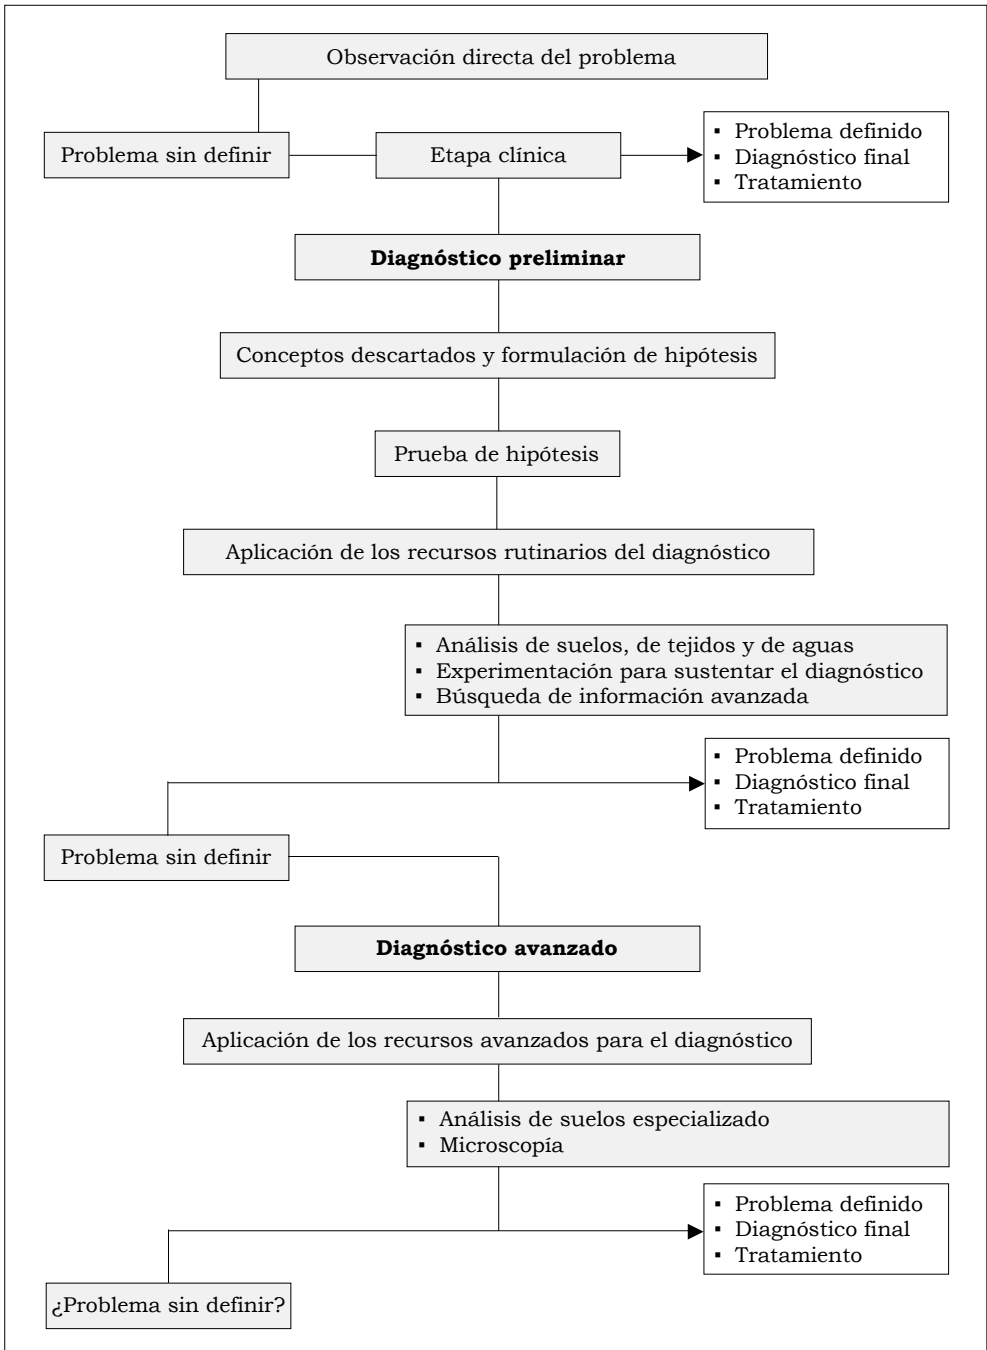 Observación directa del problema
Problema sin definir
Etapa clínica
▪ Problema definido
▪ Diagnóstico final
▪ Tratamiento
Diagnóstico preliminar
Conceptos descartados y formulación de hipótesis
Prueba de hipótesis
Aplicación de los recursos rutinarios del diagnóstico
▪ Análisis de suelos, de tejidos y de aguas
▪ Experimentación para sustentar el diagnóstico
▪ Búsqueda de información avanzada
▪ Problema definido
▪ Diagnóstico final
▪ Tratamiento
Problema sin definir
Diagnóstico avanzado
Aplicación de los recursos avanzados para el diagnóstico
▪ Análisis de suelos especializado
▪ Microscopía
▪ Problema definido
▪ Diagnóstico final
▪ Tratamiento
¿Problema sin definir?